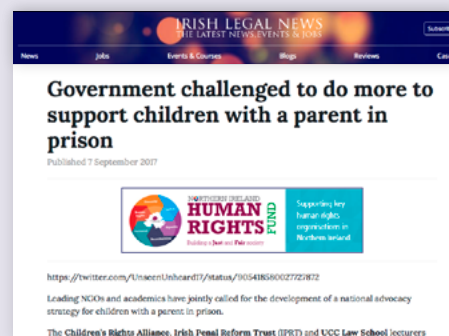 IRISH LEGAL NEWS
THE LATEST NEWS, EVENTS & JOBS
News Jobs Events & Courses Blogs Reviews
Government challenged to do more to
support children with a parent in
prison
Published 7 September 2017
NORTHERN IRELAND
HUMAN
RIGHTS
FUND
Building a Just and Fair society
Supporting key
human rights
organisations in
Northern Ireland
Leading NGOs and academics have jointly called for the development of a national advocacy
strategy for children with a parent in prison.
The Children's Rights Alliance, Irish Penal Reform Trust (IPRT) and UCC Law School lecturers